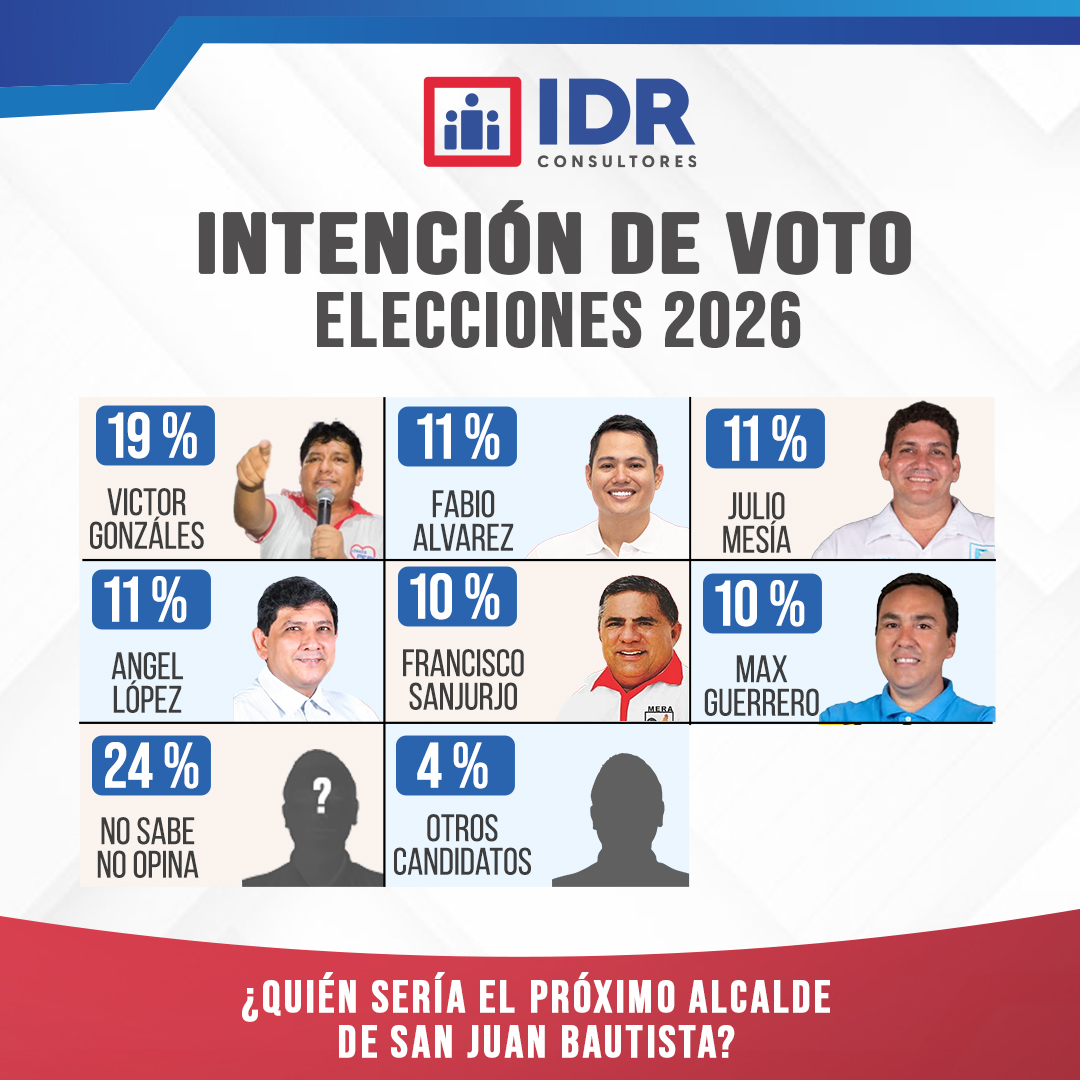 IDR
CONSULTORES
INTENCIÓN DE VOTO
ELECCIONES 2026
19 %
VICTOR
GONZÁLES
11 %
FABIO
ALVAREZ
11 %
JULIO
MESÍA
11 %
ANGEL
LÓPEZ
10 %
FRANCISCO
SANJURJO
MERA
10 %
MAX
GUERRERO
24 %
NO SABE
NO OPINA
?
4 %
OTROS
CANDIDATOS
¿QUIÉN SERÍA EL PRÓXIMO ALCALDE
DE SAN JUAN BAUTISTA?